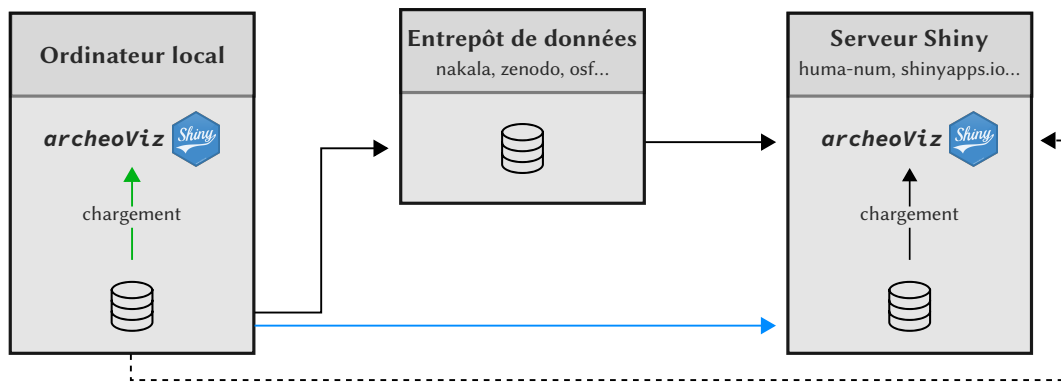 Ordinateur local
archeoViz
Shiny
chargement
Entrepôt de données
nakala, zenodo, osf...
Serveur Shiny
huma-num, shinyapps.io...
archeoViz
Shiny
chargement